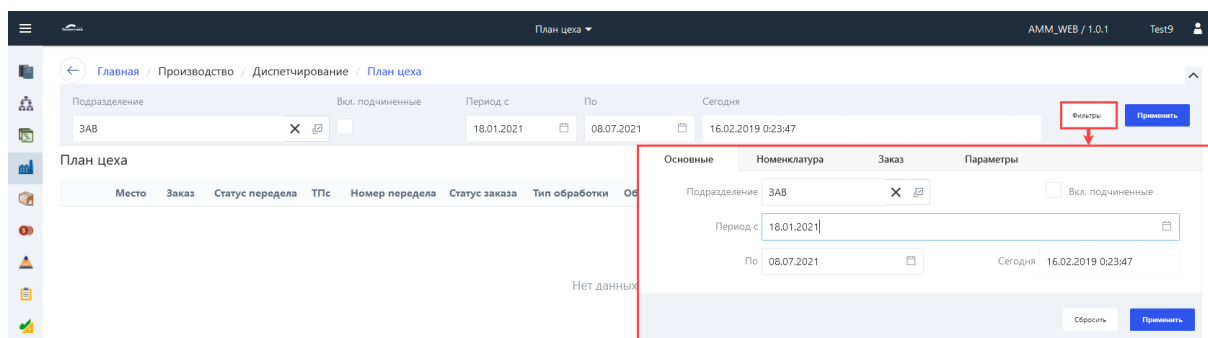 План цеха
AMM_WEB / 1.0.1
Test9
Главная / Производство / Диспетчирование / План цеха
Подразделение
Вкл. подчиненные
Период с
По
Сегодня
ЗАВ
18.01.2021
08.07.2021
16.02.2019 0:23:47
Фильтры
Применить
План цеха
Место Заказ Статус передела ТПс Номер передела Статус заказа Тип обработки Об
Нет данных
Основные
Номенклатура
Заказ
Параметры
Подразделение ЗАВ
Вкл. подчиненные
Период с 18.01.2021
По 08.07.2021
Сегодня 16.02.2019 0:23:47
Сбросить
Применить